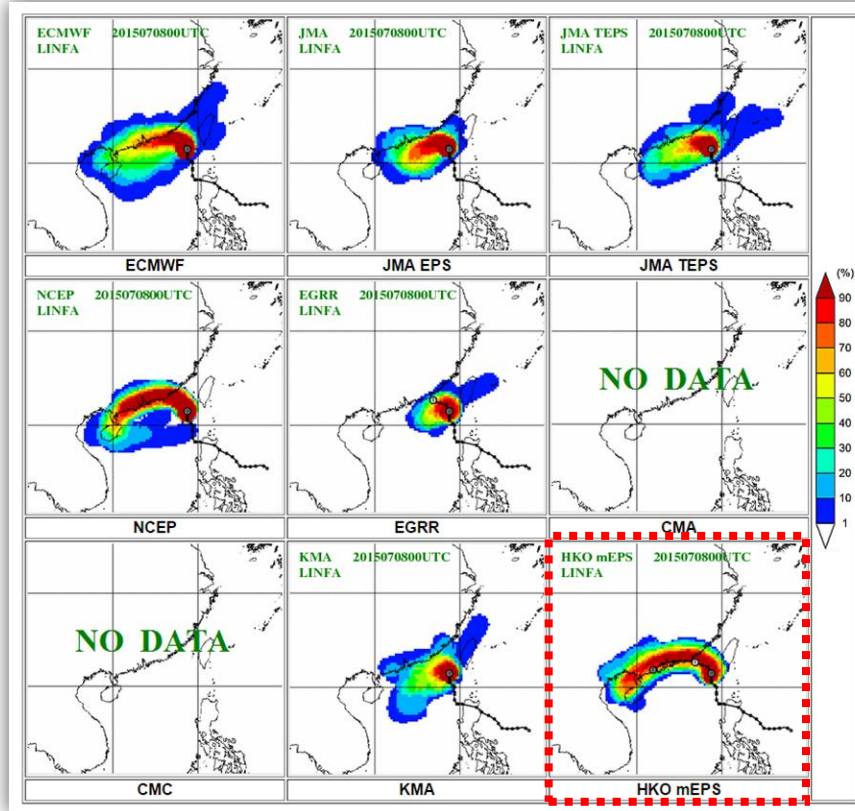 ECMWF 2015070800UTC
LINFA
JMA 2015070800UTC
LINFA
JMA TEPS 2015070800UTC
LINFA
ECMWF
JMA EPS
JMA TEPS
NCEP 2015070800UTC
LINFA
EGRR 2015070800UTC
LINFA
NO DATA
NCEP
EGRR
CMA
NO DATA
KMA 2015070800UTC
LINFA
HKO mEPS 2015070800UTC
LINFA
CMC
KMA
HKO mEPS
(%)
90
80
70
60
50
40
30
20
10
1